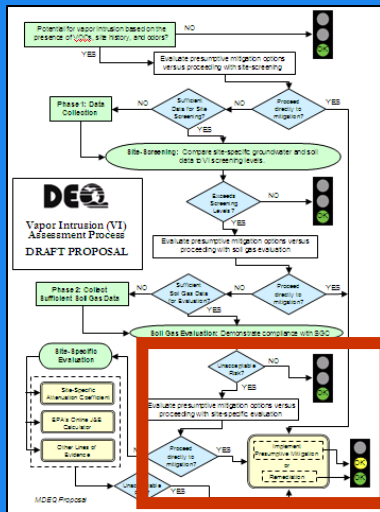 Potential for vapor intrusion based on the
presence of VOCs, site history, and odors?
NO
YES
Evaluate presumptive mitigation options
versus proceeding with site-screening
Phase 1: Data
Collection
NO
Sufficient
Data for Site
Screening?
NO
Proceed
directly to
mitigation?
YES
YES
Site-Screening: Compare site-specific groundwater and soil
data to VI screening levels.
DEQ
Vapor Intrusion (VI)
Assessment Process
DRAFT PROPOSAL
Exceeds
Screening
Levels?
NO
YES
Evaluate presumptive mitigation options versus
proceeding with soil gas evaluation
Phase 2: Collect
Sufficient Soil Gas Data
NO
Sufficient
Soil Gas Data
for Evaluation?
NO
Proceed
directly to
mitigation?
YES
YES
Soil Gas Evaluation: Demonstrate compliance with SGC
Site-Specific
Evaluation
Unacceptable
Risk?
NO
YES
Site-Specific
Attenuation Coefficient
EPA's Online J&E
Calculator
Other Lines of
Evidence
Evaluate presumptive mitigation options versus
proceeding with site-specific evaluation
NO
Proceed
directly to
mitigation?
YES
Implement
Presumptive Mitigation
or
Remediation
MDEQ Proposal
YES